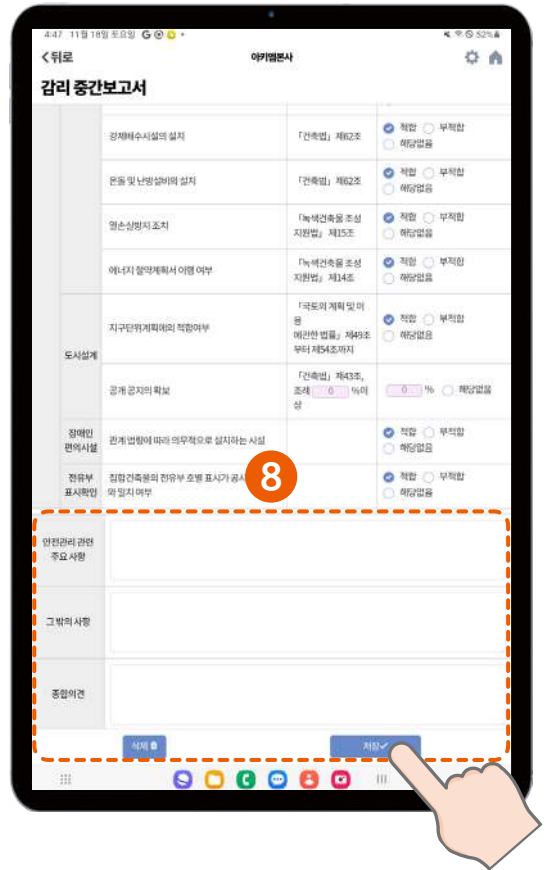 4:47 11월 18일 토요일 G
52%
뒤로
아키엠본사
감리 중간보고서
강제배수시설의 설치
「건축법」 제62조
적합 부적합
해당없음
온돌 및 난방설비의 설치
「건축법」 제62조
적합 부적합
해당없음
열손실방지 조치
「녹색건축물 조성
지원법」 제15조
적합 부적합
해당없음
에너지 절약계획서 이행 여부
「녹색건축물 조성
지원법」 제14조
적합 부적합
해당없음
도시설계
지구단위계획에의 적합여부
「국토의 계획 및 이
용
에관한 법률」 제49조
부터 제54조까지
적합 부적합
해당없음
공개 공지의 확보
「건축법」 제43조,
조례 0 %이
상
0 % 해당없음
장애인
편의시설
관계 법령에 따라 의무적으로 설치하는 시설
적합 부적합
해당없음
전유부
표시확인
집합건축물의 전유부 호별 표시가 공사
와 일치 여부
적합 부적합
해당없음
8
안전관리 관련
주요 사항
그 밖의 사항
종합의견
삭제
저장